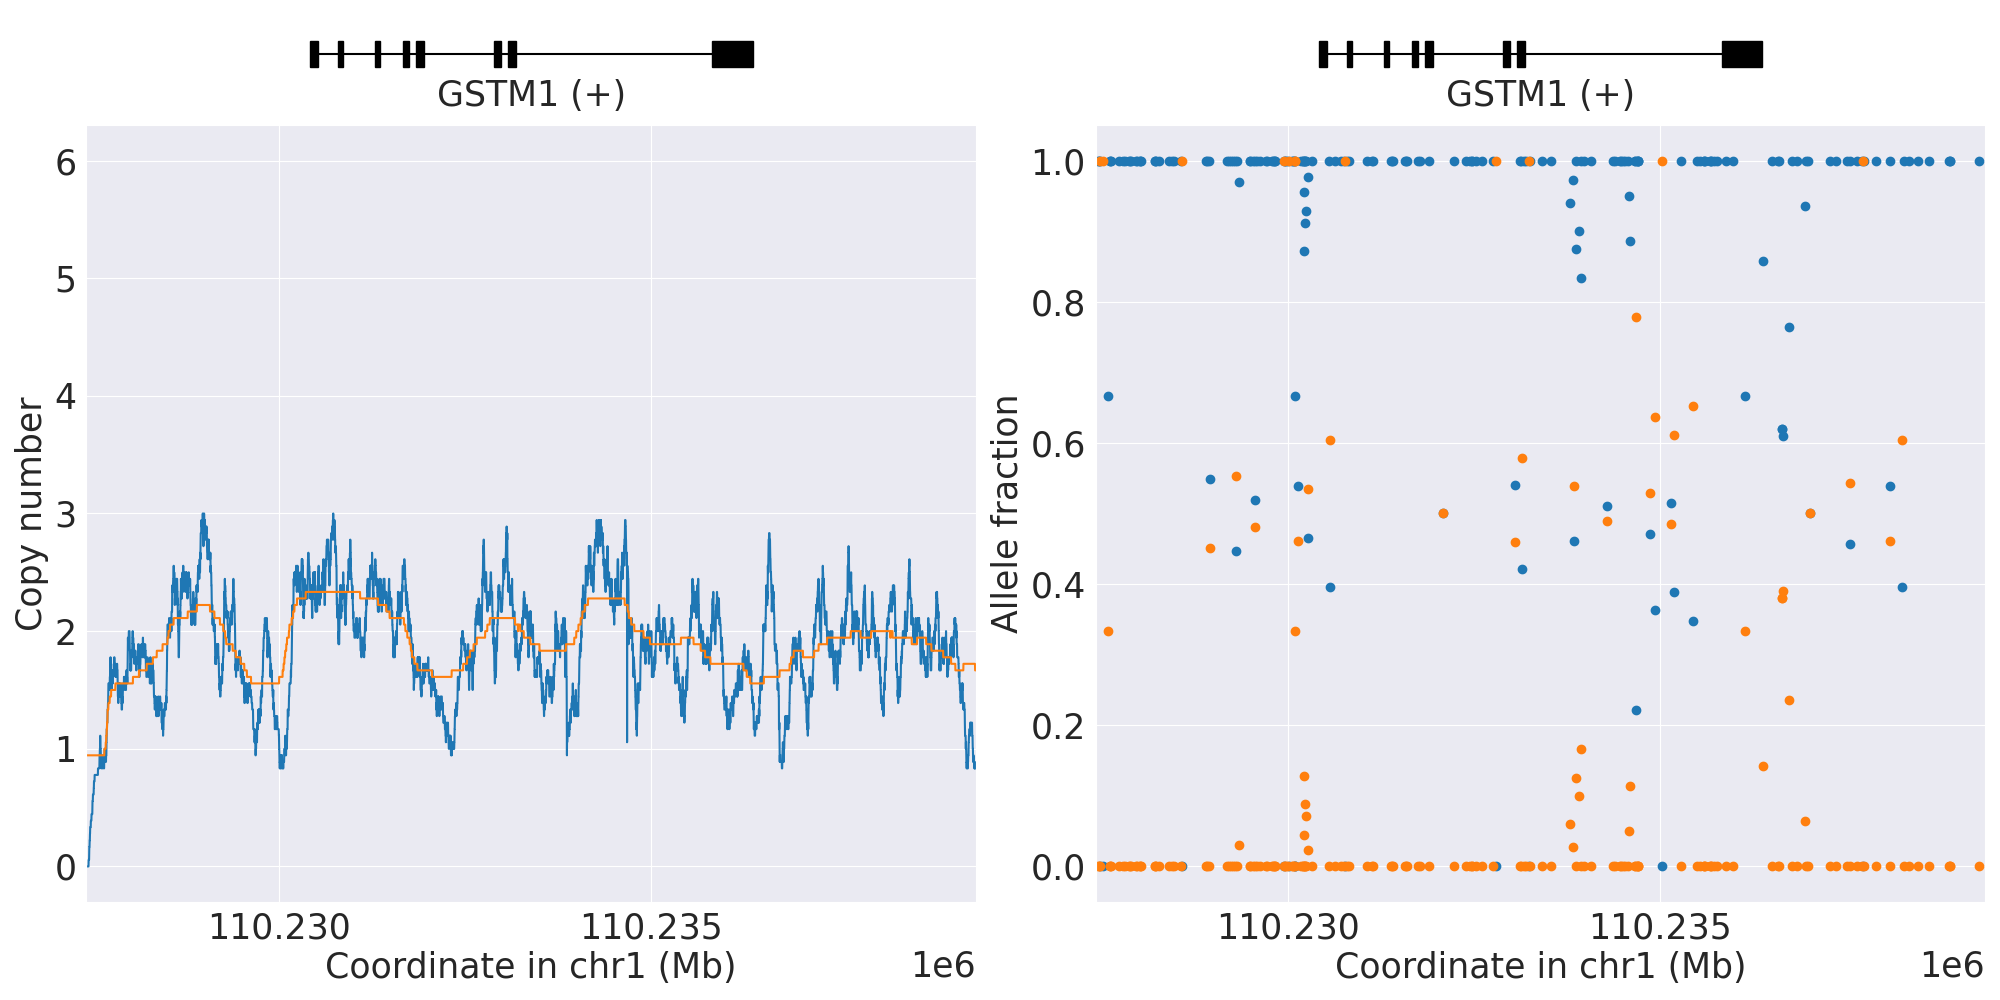 GSTM1 (+)
Copy number
6
5
4
3
2
1
0
110.230
110.235
Coordinate in chr1 (Mb)
1e6
GSTM1 (+)
Allele fraction
1.0
0.8
0.6
0.4
0.2
0.0
110.230
110.235
Coordinate in chr1 (Mb)
1e6